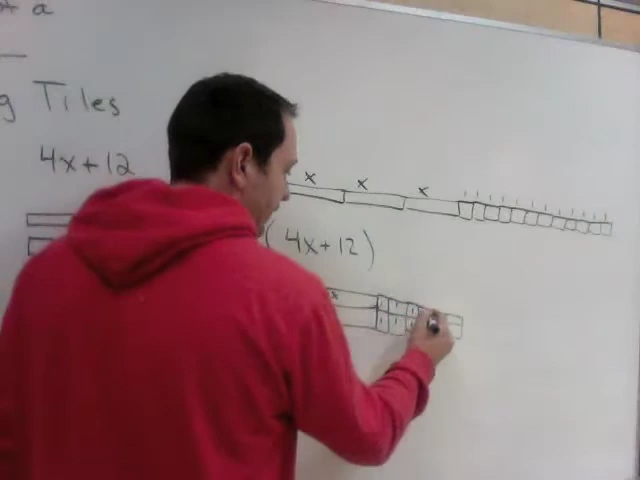 a
g Tiles
4x+12
x x x
(4x+12)
x